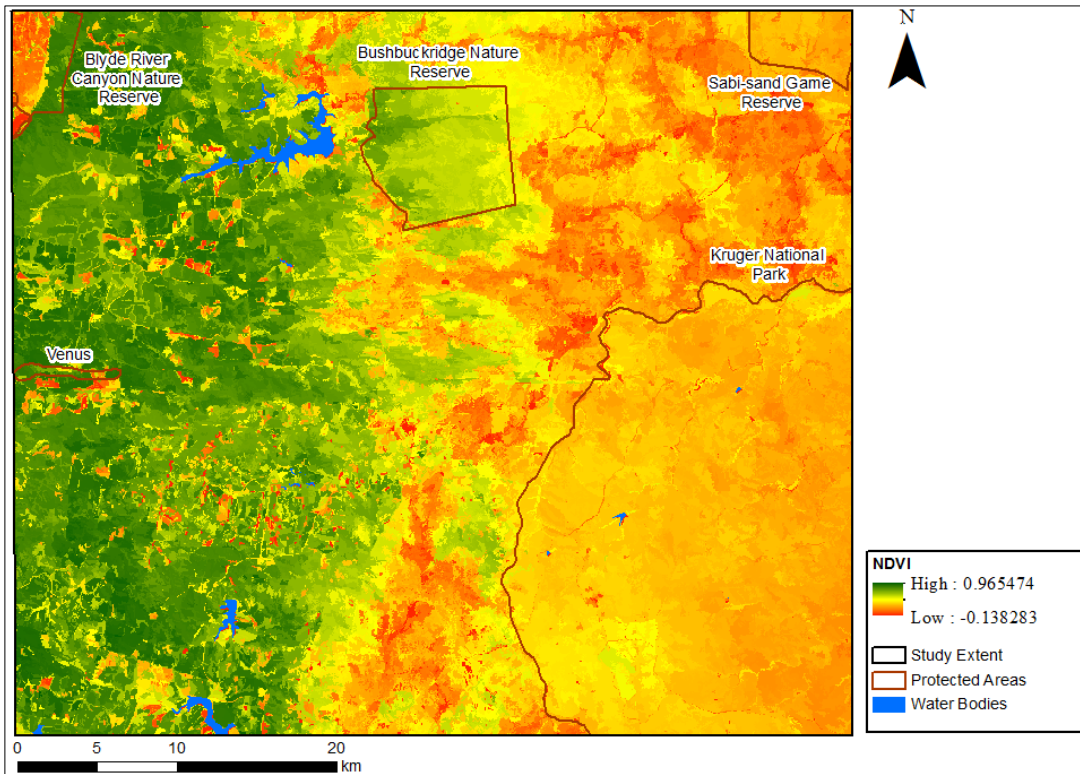 N
Blyde River
Canyon Nature
Reserve
Bushbuckridge Nature
Reserve
Sabi-sand Game
Reserve
Kruger National
Park
Venus
NDVI
High : 0.965474
Low : -0.138283
Study Extent
Protected Areas
Water Bodies
0 5 10 20
km